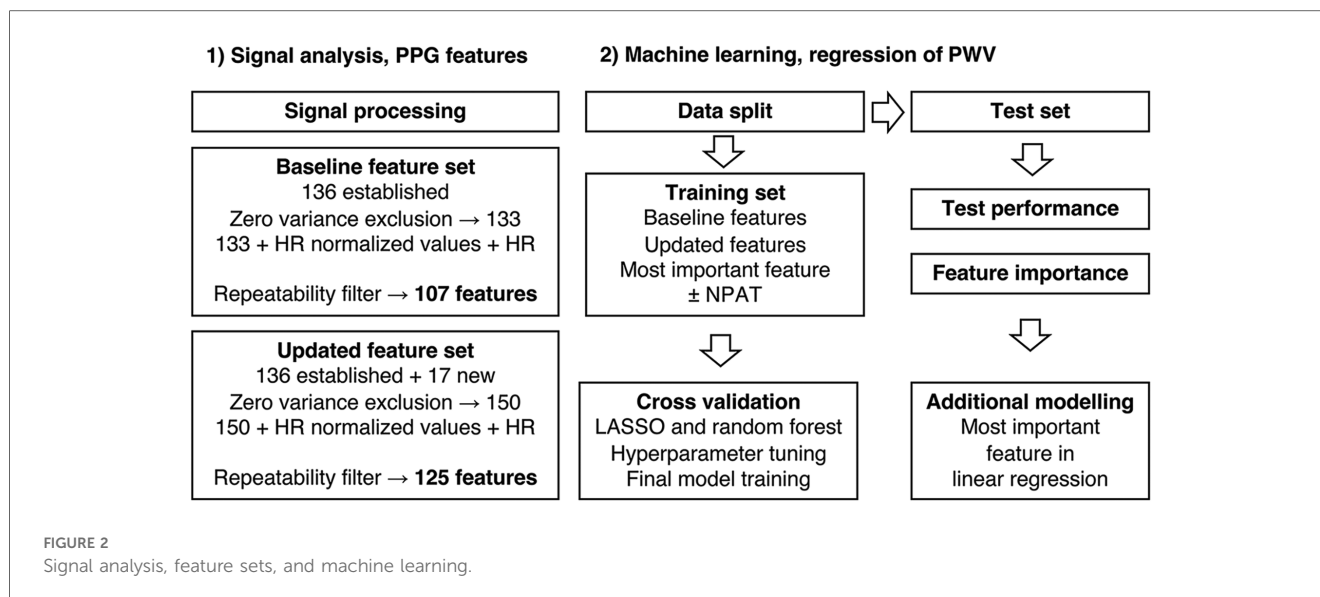 1) Signal analysis, PPG features
Signal processing
Baseline feature set
136 established
Zero variance exclusion → 133
133 + HR normalized values + HR
Repeatability filter → 107 features
Updated feature set
136 established + 17 new
Zero variance exclusion → 150
150 + HR normalized values + HR
Repeatability filter → 125 features
2) Machine learning, regression of PWV
Data split
Training set
Baseline features
Updated features
Most important feature
± NPAT
Cross validation
LASSO and random forest
Hyperparameter tuning
Final model training
Test set
Test performance
Feature importance
Additional modelling
Most important
feature in
linear regression
FIGURE 2
Signal analysis, feature sets, and machine learning.